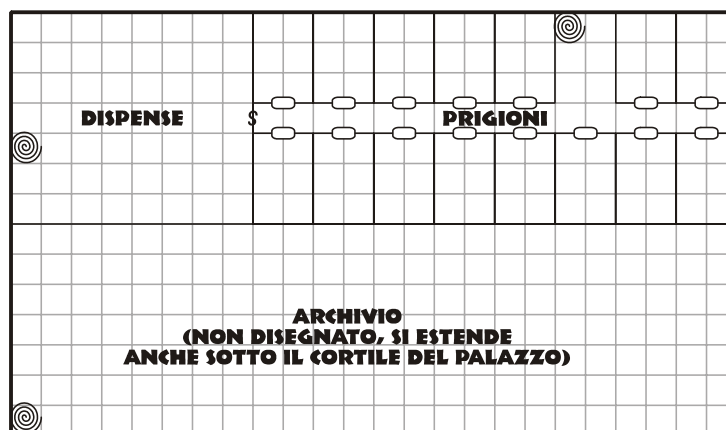 DISPENSE
S
PRIGIONI
ARCHIVIO
(NON DISEGNATO, SI ESTENDE
ANCHE SOTTO IL CORTILE DEL PALAZZO)